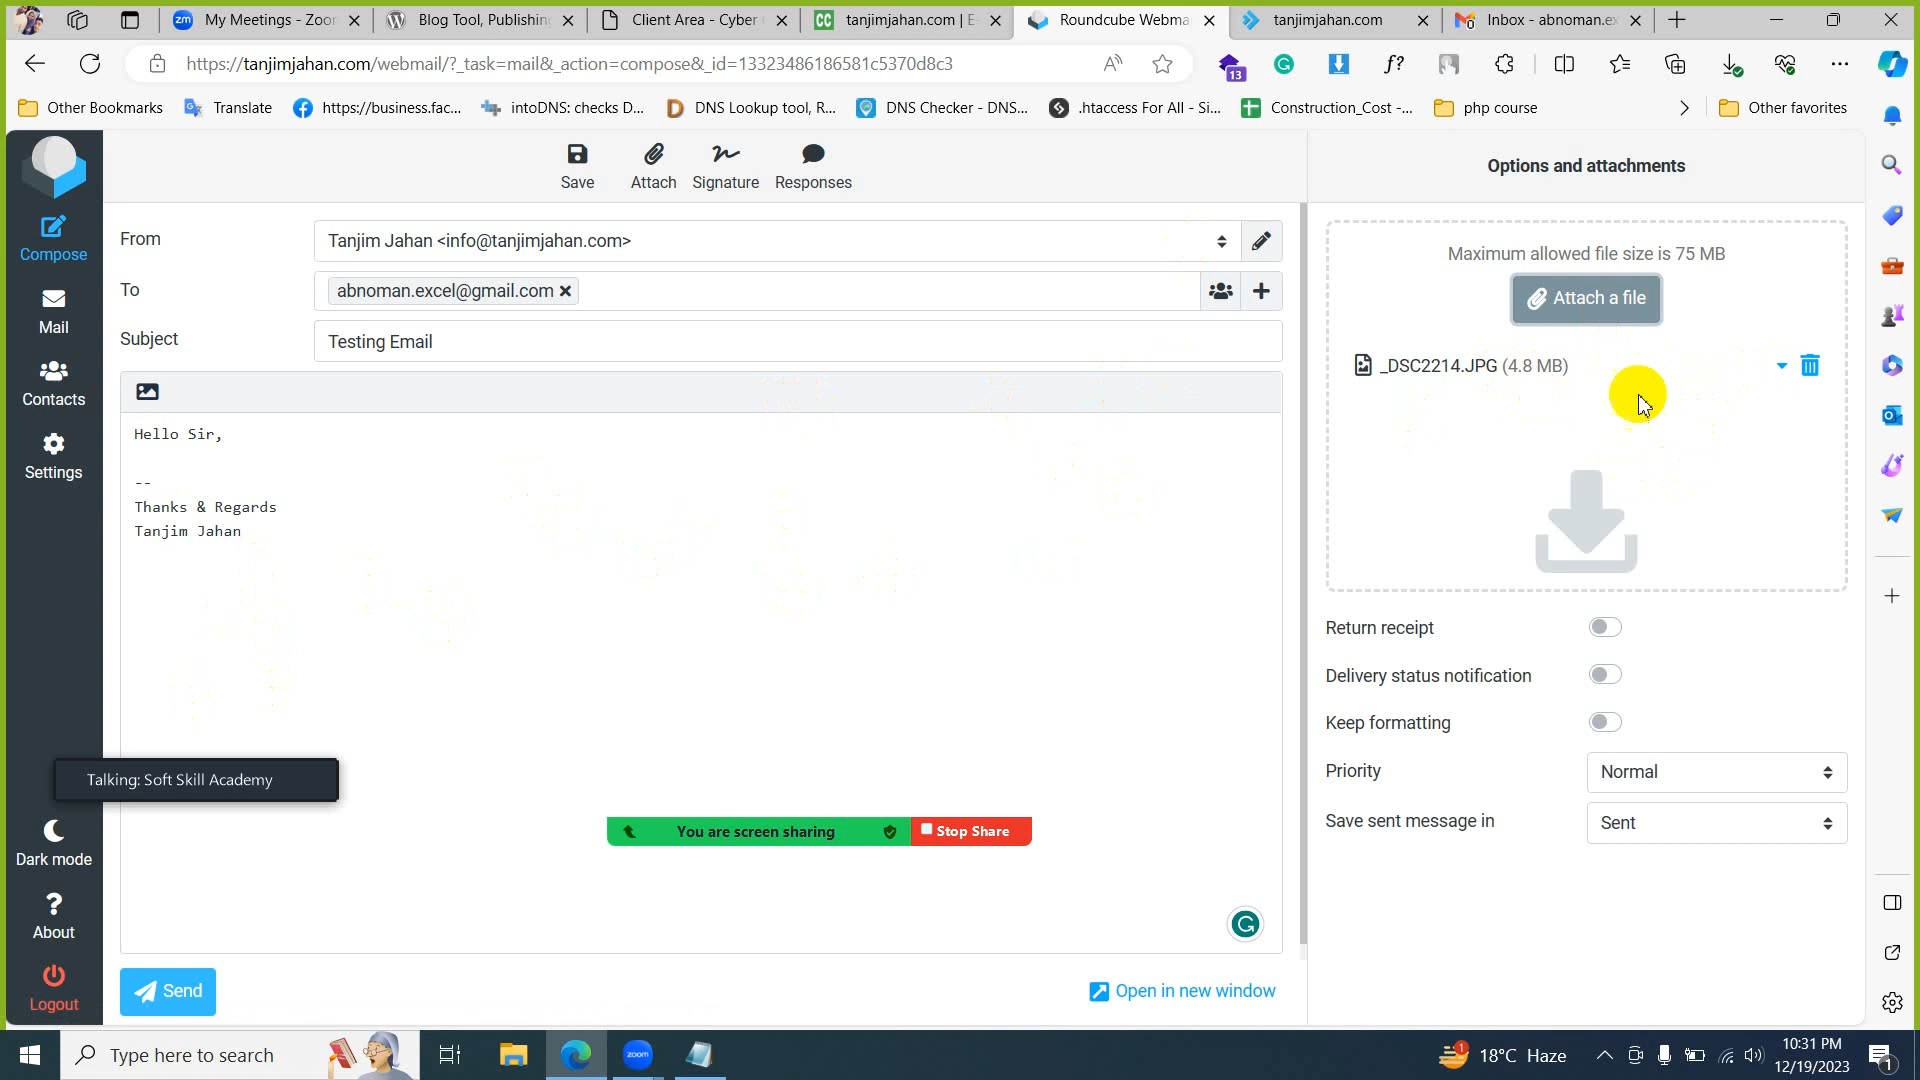 My Meetings - Zoor
Blog Tool, Publishing
Client Area - Cyber
tanjimjahan.com | E-
Roundcube Webma
tanjimjahan.com
Inbox - abnoman.ex
https://tanjimjahan.com/webmail/?_task=mail&_action=compose&_id=13323486186581c5370d8c3
13
Other Bookmarks
Translate
https://business.fac...
intoDNS: checks D...
DNS Lookup tool, R...
DNS Checker - DNS...
.htaccess For All - Si...
Construction_Cost -...
php course
Other favorites
Save
Attach
Signature
Responses
Options and attachments
Compose
Mail
Contacts
Settings
From
Tanjim Jahan <info@tanjimjahan.com>
To
abnoman.excel@gmail.com
Subject
Testing Email
Hello Sir,
--
Thanks & Regards
Tanjim Jahan
Maximum allowed file size is 75 MB
Attach a file
_DSC2214.JPG (4.8 MB)
Return receipt
Delivery status notification
Keep formatting
Priority
Normal
Save sent message in
Sent
Talking: Soft Skill Academy
You are screen sharing
Stop Share
Dark mode
About
Logout
Send
Open in new window
Type here to search
zoom
1
18°C Haze
10:31 PM
12/19/2023
1